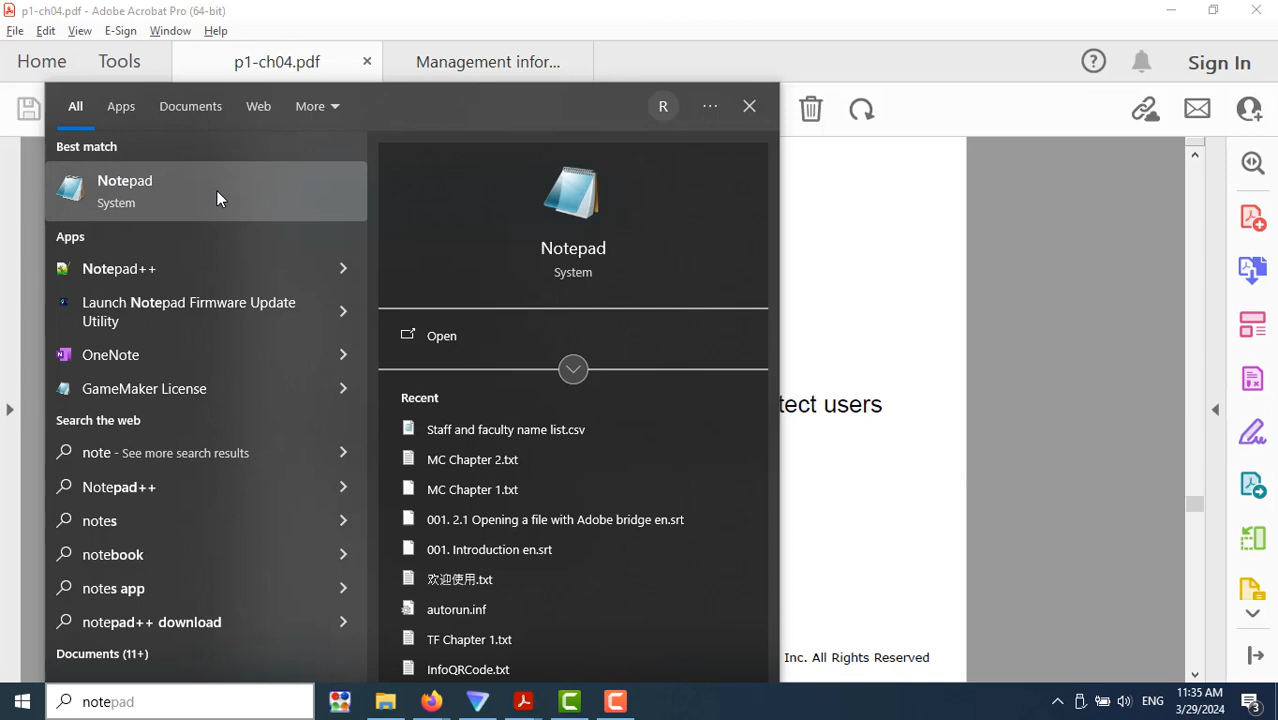 p1-ch04.pdf - Adobe Acrobat Pro (64-bit)
File Edit View E-Sign Window Help
Home Tools p1-ch04.pdf × Management infor... Sign In
All Apps Documents Web More R
Best match
Notepad
System
Apps
Notepad++
Launch Notepad Firmware Update
Utility
OneNote
GameMaker License
Search the web
note - See more search results
Notepad++
notes
notebook
notes app
notepad++ download
Documents (11+)
Notepad
System
Open
Recent
Staff and faculty name list.csv
MC Chapter 2.txt
MC Chapter 1.txt
001. 2.1 Opening a file with Adobe bridge en.srt
001. Introduction en.srt
欢迎使用.txt
autorun.inf
TF Chapter 1.txt
InfoQRCode.txt
tect users
Inc. All Rights Reserved
notepad
ENG
11:35 AM
3/29/2024
3